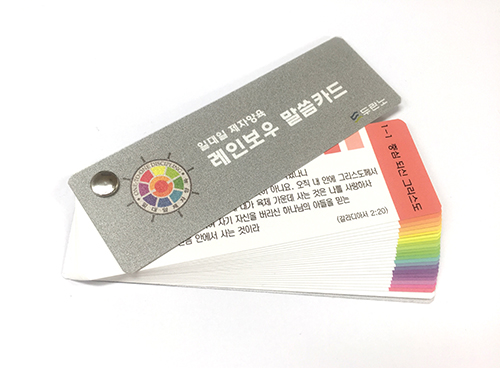 일대일 제자양육
레인보우 말씀카드
두란노
1-1 중심 되신 그리스도
아니요. 오직 내 안에 그리스도께서
육체 가운데 사는 것은 나를 사랑하사
자기 자신을 버리신 하나님의 아들을 믿는
안에서 사는 것이라
(갈라디아서 2:20)